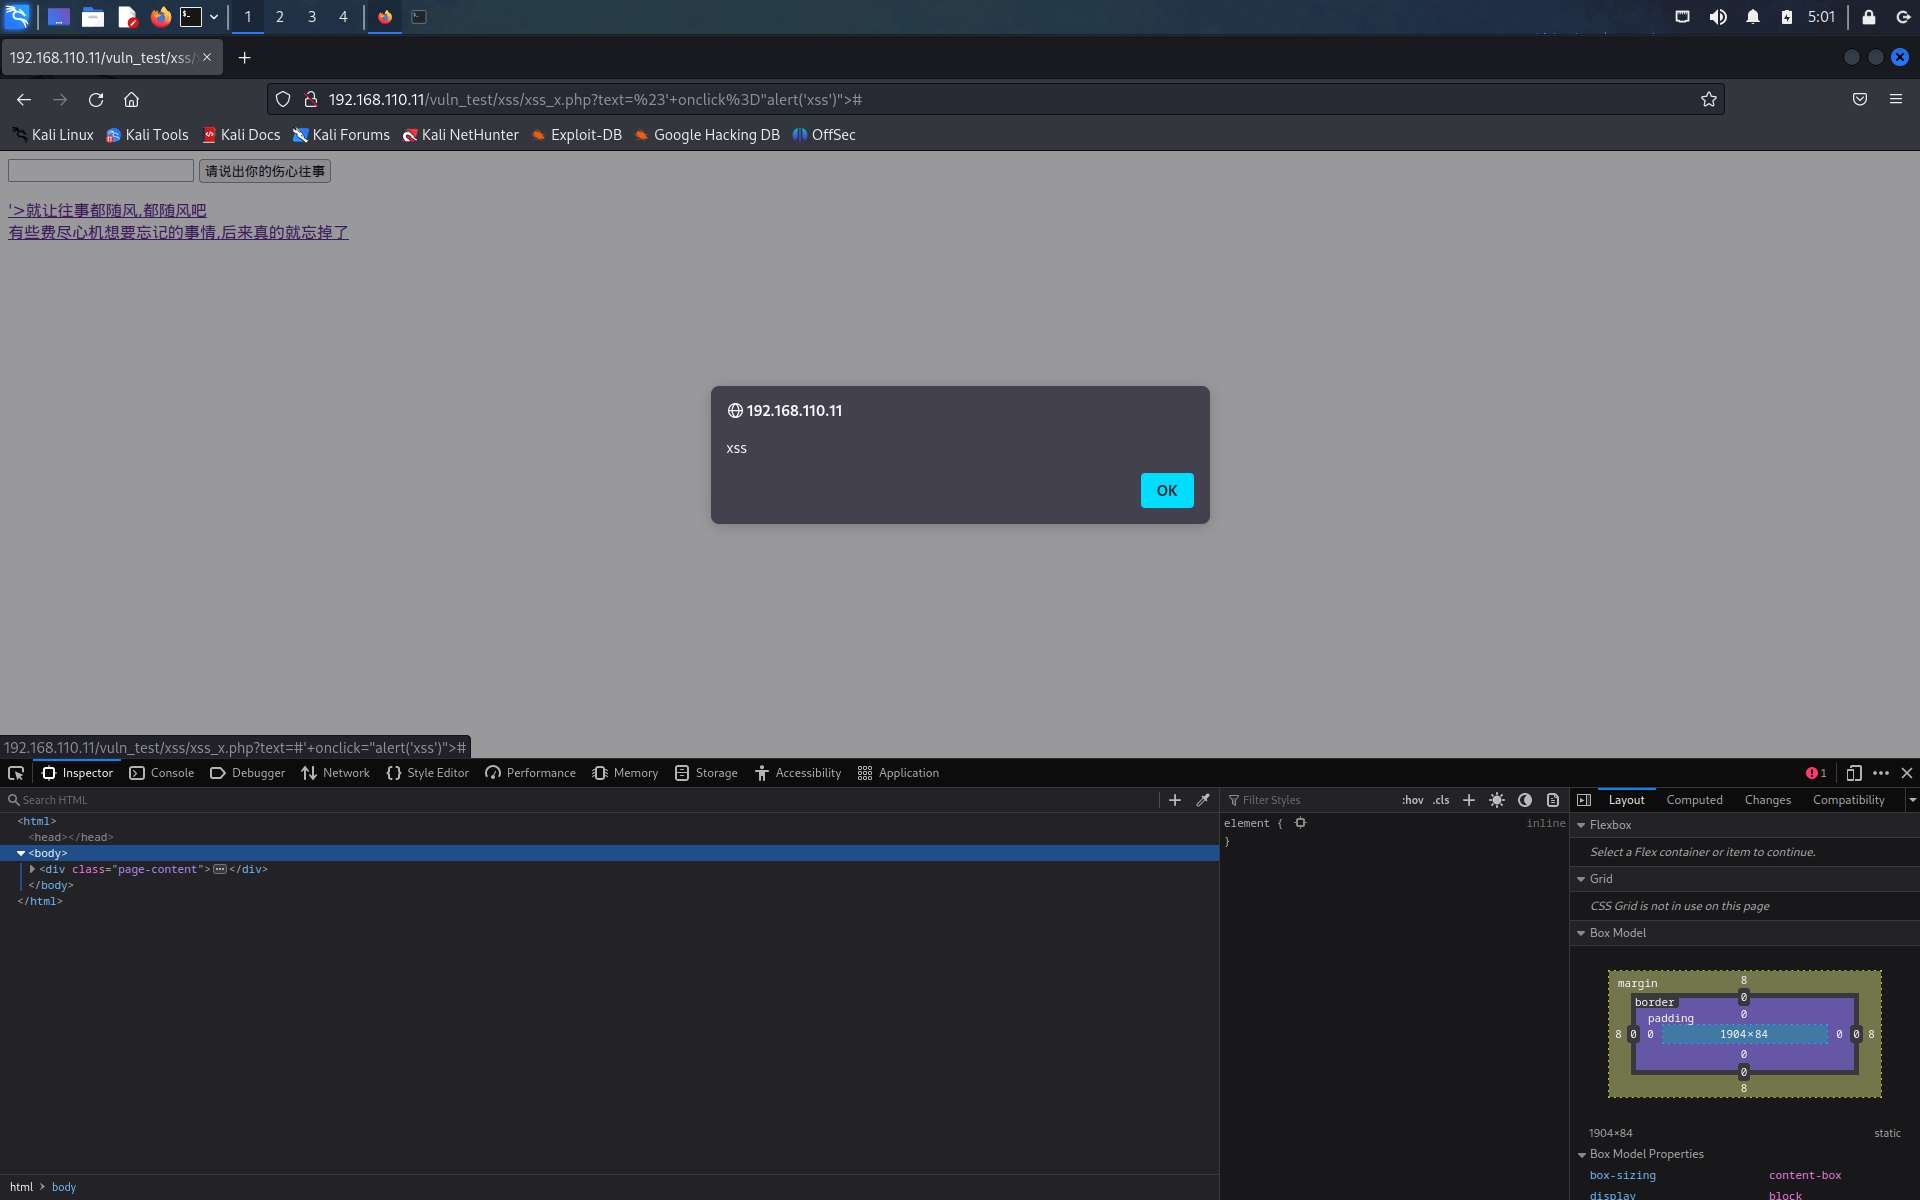 1 2 3 4 5:01
192.168.110.11/vuln_test/xss/
192.168.110.11/vuln_test/xss/xss_x.php?text=%23'+onclick%3D"alert('xss')">#
Kali Linux Kali Tools Kali Docs Kali Forums Kali NetHunter Exploit-DB Google Hacking DB OffSec
请说出你的伤心往事
'>就让往事都随风,都随风吧
有些费尽心机想要忘记的事情,后来真的就忘掉了
192.168.110.11
xss
OK
192.168.110.11/vuln_test/xss/xss_x.php?text=#'+onclick="alert('xss')">#
Inspector Console Debugger Network Style Editor Performance Memory Storage Accessibility Application 1
Search HTML
<html>
<head></head>
<body>
<div class="page-content"></div>
</body>
</html>
html > body
Filter Styles :hov .cls
element { inline
}
Layout Computed Changes Compatibility
Flexbox
Select a Flex container or item to continue.
Grid
CSS Grid is not in use on this page
Box Model
margin 8
border 0
padding 0
8 0 0 1904×84 0 0 8
0
0
8
1904×84 static
Box Model Properties
box-sizing content-box
display block